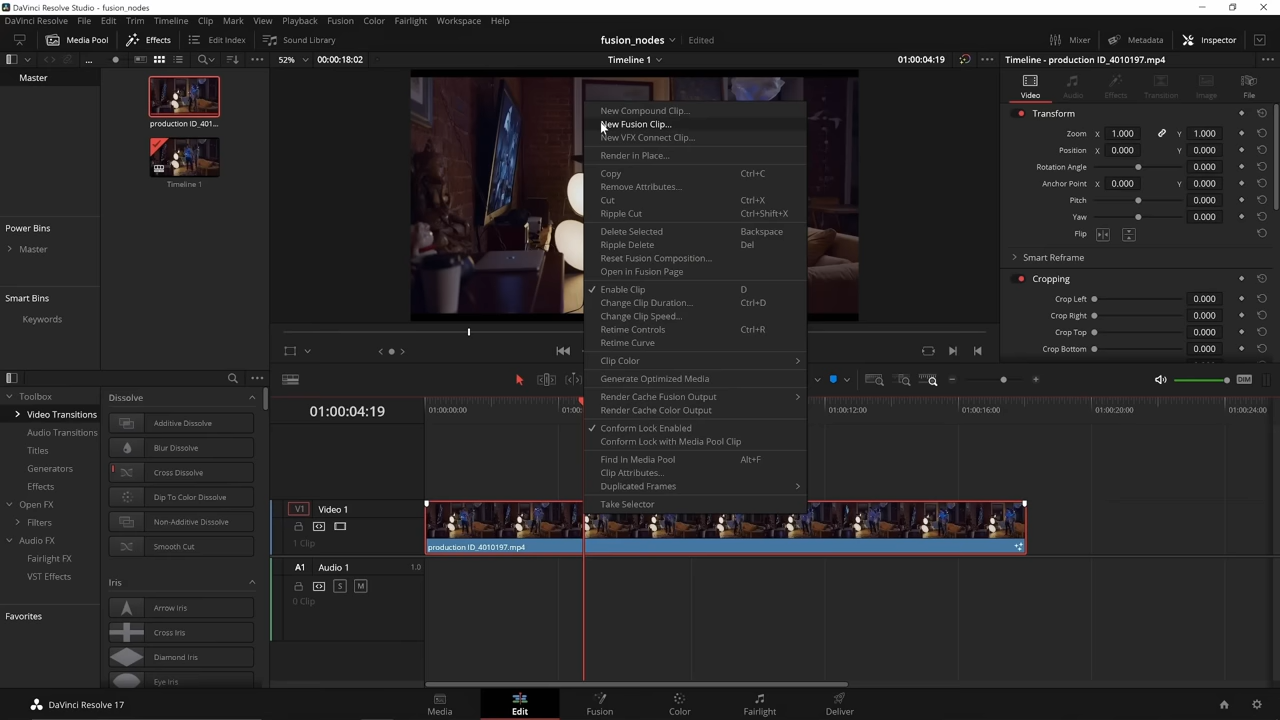 DaVinci Resolve Studio - fusion_nodes
DaVinci Resolve File Edit Trim Timeline Clip Mark View Playback Fusion Color Fairlight Workspace Help
Media Pool Effects Edit Index Sound Library fusion_nodes Edited Mixer Metadata Inspector
... 52% 00:00:18:02 Timeline 1 01:00:04:19 ... Timeline - production ID_4010197.mp4 ...
Master
production ID_401...
Timeline 1
Power Bins
Master
Smart Bins
Keywords
New Compound Clip...
New Fusion Clip...
New VFX Connect Clip...
Render in Place...
Copy Ctrl+C
Remove Attributes...
Cut Ctrl+X
Ripple Cut Ctrl+Shift+X
Delete Selected Backspace
Ripple Delete Del
Reset Fusion Composition...
Open in Fusion Page
Enable Clip D
Change Clip Duration... Ctrl+D
Change Clip Speed...
Retime Controls Ctrl+R
Retime Curve
Clip Color
Generate Optimized Media
Render Cache Fusion Output
Render Cache Color Output
Conform Lock Enabled
Conform Lock with Media Pool Clip
Find In Media Pool Alt+F
Clip Attributes...
Duplicated Frames
Take Selector
Video Audio Effects Transition Image File
Transform
Zoom X 1.000 Y 1.000
Position X 0.000 Y 0.000
Rotation Angle 0.000
Anchor Point X 0.000 Y 0.000
Pitch 0.000
Yaw 0.000
Flip
Smart Reframe
Cropping
Crop Left 0.000
Crop Right 0.000
Crop Top 0.000
Crop Bottom 0.000
DIM
Toolbox
Video Transitions
Audio Transitions
Titles
Generators
Effects
Open FX
Filters
Audio FX
Fairlight FX
VST Effects
Favorites
Dissolve
Additive Dissolve
Blur Dissolve
Cross Dissolve
Dip To Color Dissolve
Non-Additive Dissolve
Smooth Cut
Iris
Arrow Iris
Cross Iris
Diamond Iris
Eye Iris
01:00:04:19 01:00:00:00 01:00: 01:00:12:00 01:00:16:00 01:00:20:00 01:00:24:00
V1 Video 1
1 Clip
production ID_4010197.mp4
A1 Audio 1 1.0
S M
0 Clip
DaVinci Resolve 17
Media Edit Fusion Color Fairlight Deliver